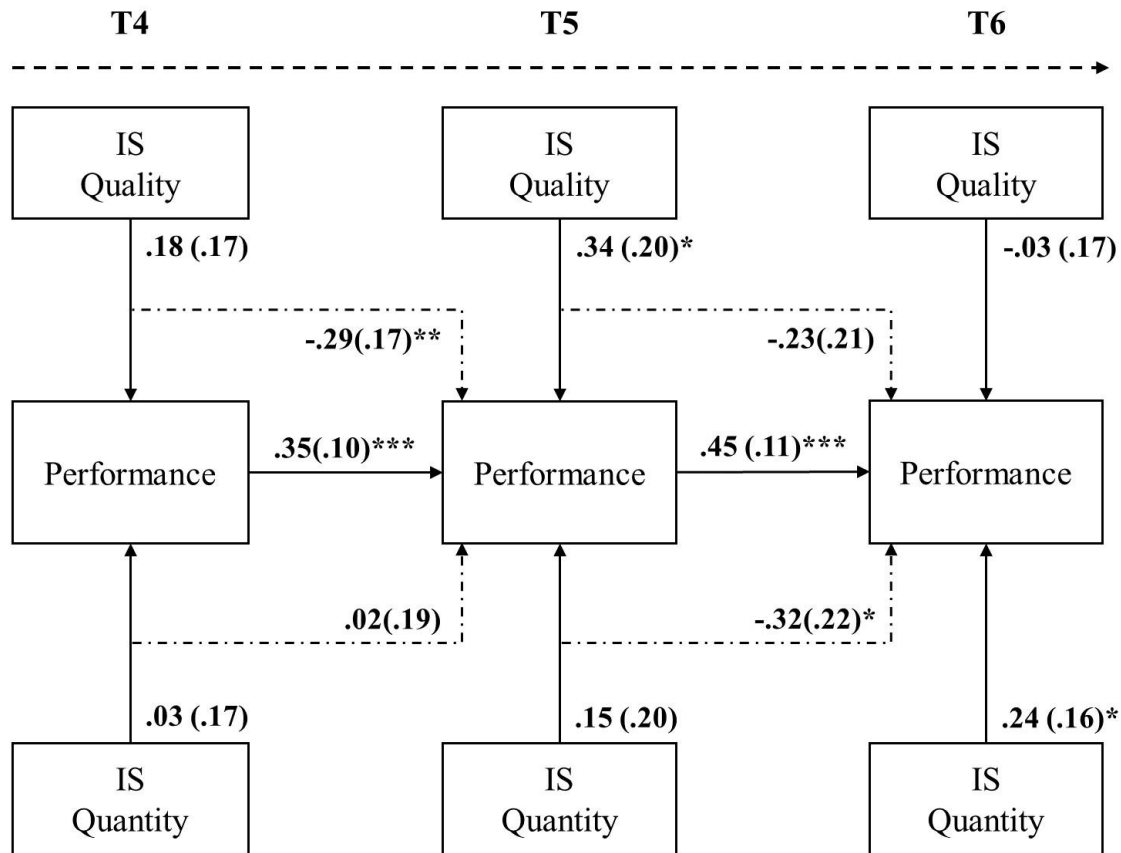 T4 T5 T6
IS IS IS
Quality Quality Quality
.18 (.17) .34 (.20)* -.03 (.17)
-.29(.17)** -.23(.21)
.35(.10)*** .45 (.11)***
Performance Performance Performance
.02(.19) -.32(.22)*
.03 (.17) .15 (.20) .24 (.16)*
IS IS IS
Quantity Quantity Quantity